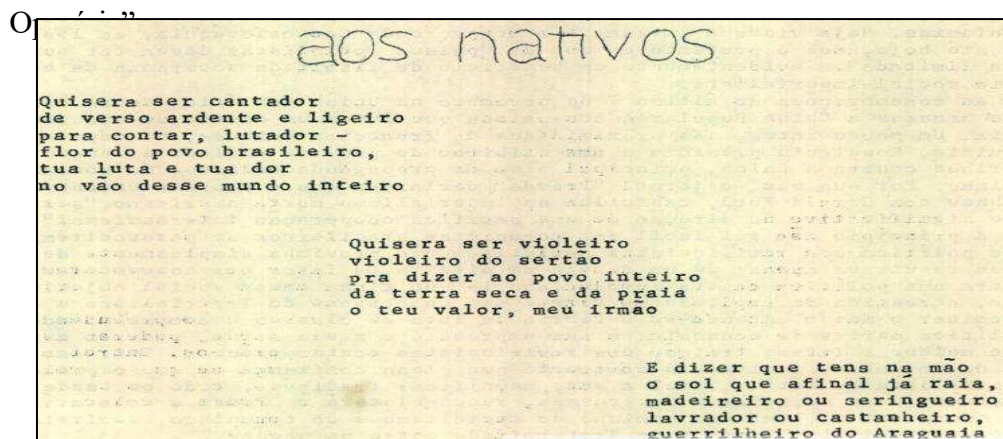 aos nativos
Quisera ser cantador
de verso ardente e ligeiro
para contar, lutador -
flor do povo brasileiro,
tua luta e tua dor
no vão desse mundo inteiro
Quisera ser violeiro
violeiro do sertão
pra dizer ao povo inteiro
da terra seca e da praia
o teu valor, meu irmão
E dizer que tens na mão
o sol que afinal já raia,
madeireiro ou seringueiro
lavrador ou castanheiro,
guerrilheiro do Araguaia